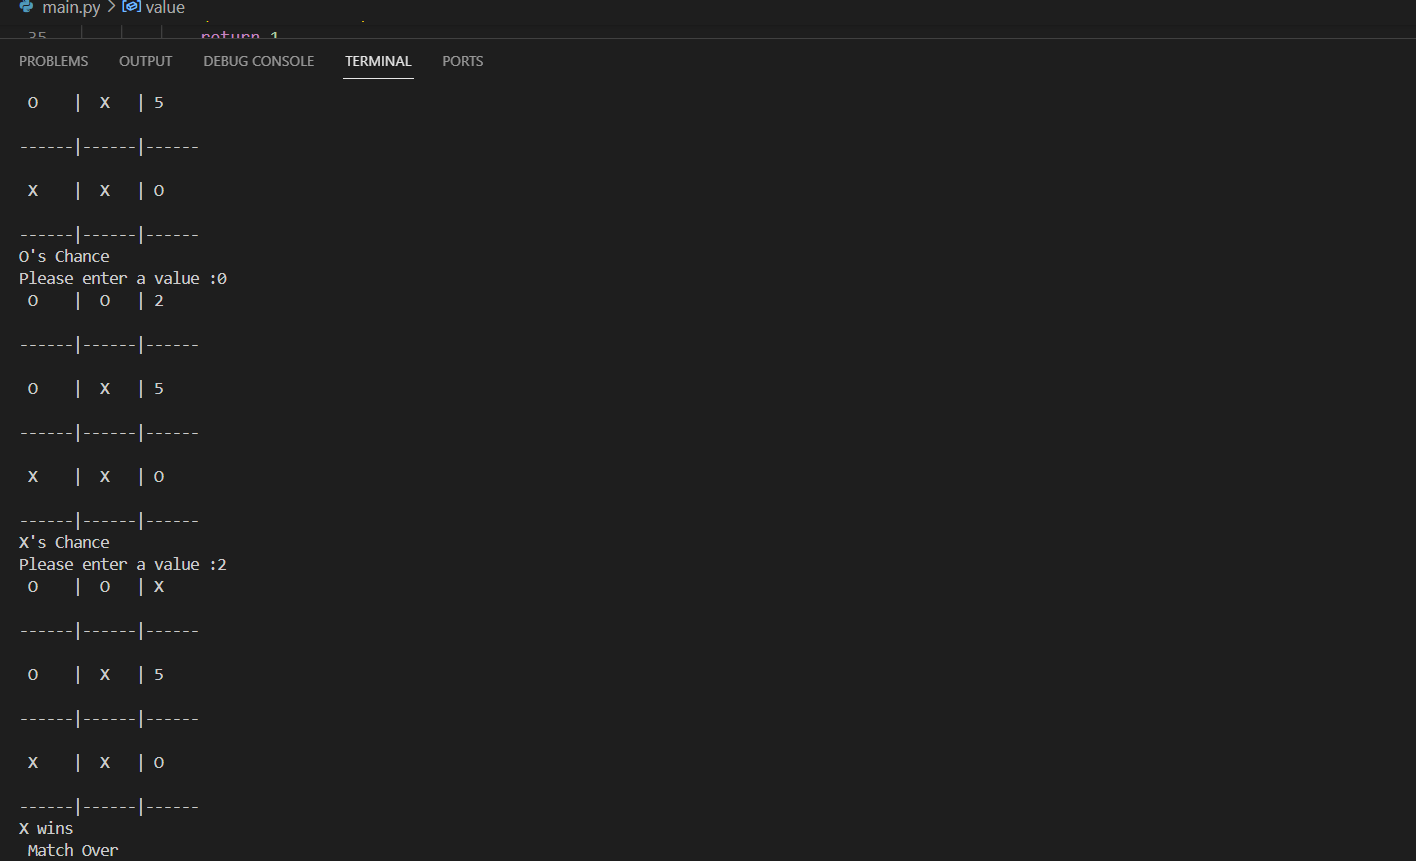 main.py > value
35 return 1
PROBLEMS OUTPUT DEBUG CONSOLE TERMINAL PORTS
O | X | 5
------|------|------
X | X | O
------|------|------
O's Chance
Please enter a value :0
O | O | 2
------|------|------
O | X | 5
------|------|------
X | X | O
------|------|------
X's Chance
Please enter a value :2
O | O | X
------|------|------
O | X | 5
------|------|------
X | X | O
------|------|------
X wins
Match Over